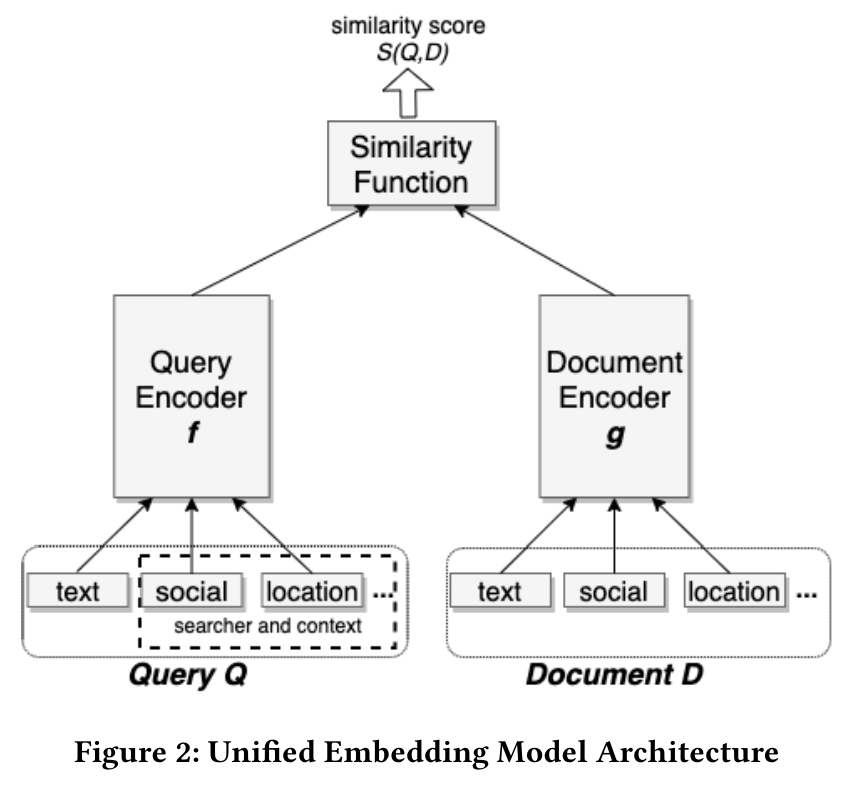 similarity score
S(Q,D)
Similarity
Function
Query
Encoder
f
Document
Encoder
g
text
social
location
...
searcher and context
Query Q
text
social
location
...
Document D
Figure 2: Unified Embedding Model Architecture